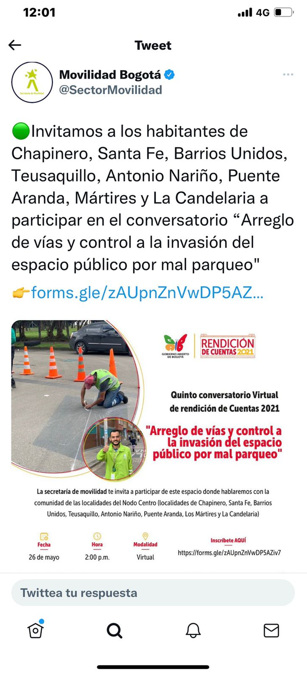 12:01
4G
Tweet
Movilidad Bogotá
@SectorMovilidad
🟢Invitamos a los habitantes de
Chapinero, Santa Fe, Barrios Unidos,
Teusaquillo, Antonio Nariño, Puente
Aranda, Mártires y La Candelaria a
participar en el conversatorio “Arreglo
de vías y control a la invasión del
espacio público por mal parqueo"
👉forms.gle/zAUpnZnVwDP5AZ...
GOBIERNO ABIERTO
DE BOGOTÁ
RENDICIÓN
DE CUENTAS 2021
Quinto conversatorio Virtual
de rendición de Cuentas 2021
"Arreglo de vías y control a
la invasión del espacio
público por mal parqueo"
La secretaría de movilidad te invita a participar de este espacio donde hablaremos con la
comunidad de las localidades del Nodo Centro (localidades de Chapinero, Santa Fe, Barrios
Unidos, Teusaquillo, Antonio Nariño, Puente Aranda, Los Mártires y La Candelaria)
Fecha
26 de mayo
Hora
2:00 p.m.
Modalidad
Virtual
Inscríbete AQUÍ
https://forms.gle/zAUpnZnVwDP5AZiv7
Twittea tu respuesta